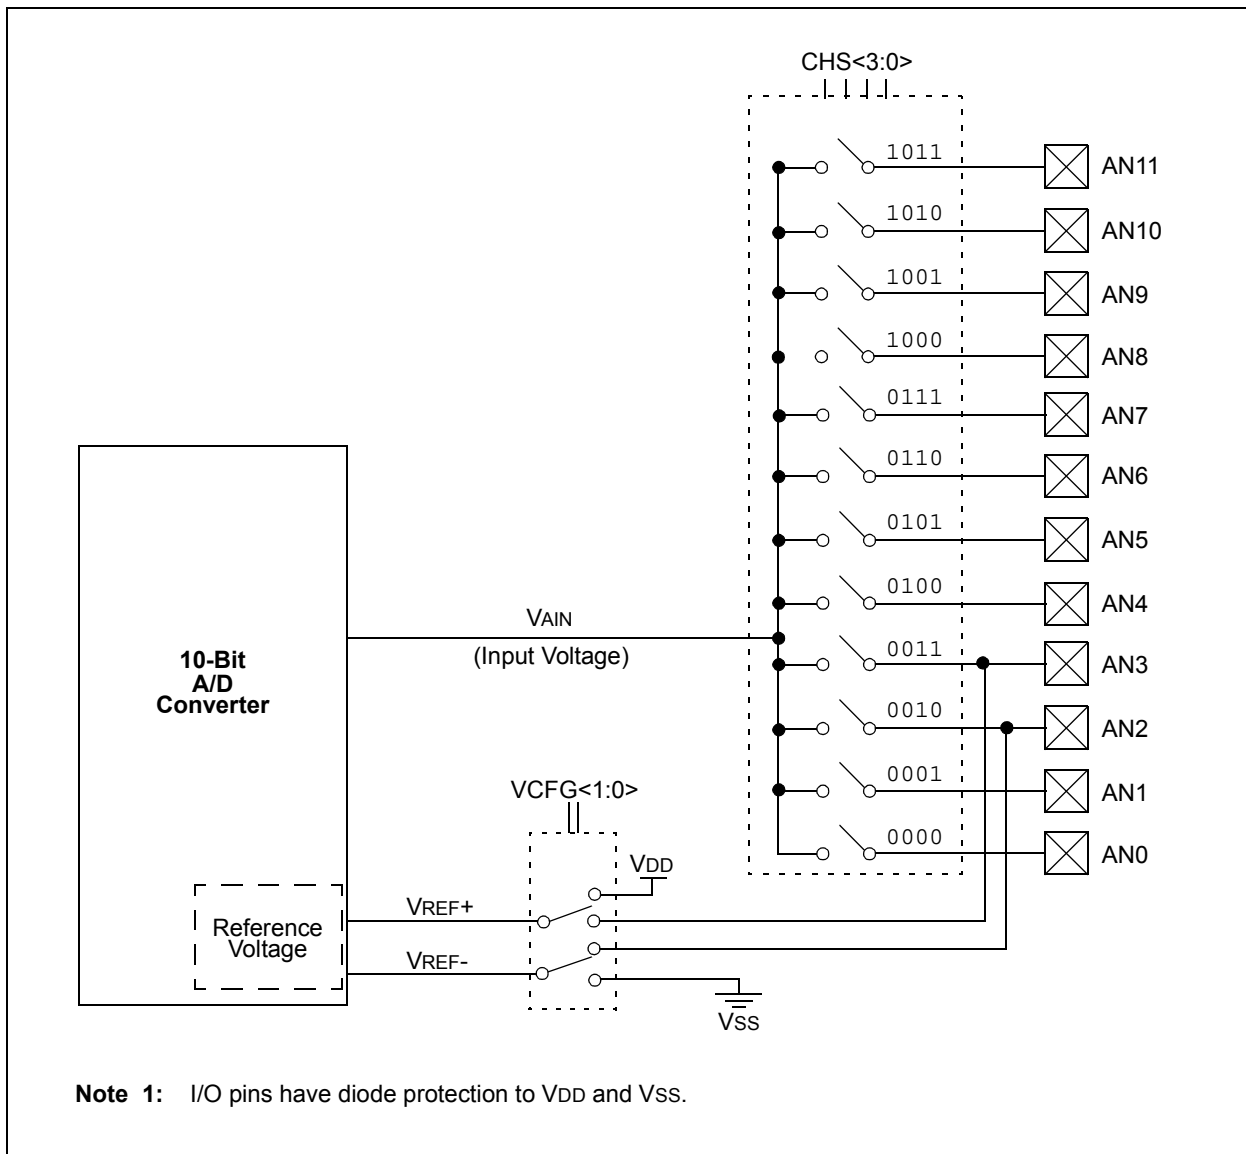 CHS<3:0>
1011
AN11
1010
AN10
1001
AN9
1000
AN8
0111
AN7
0110
AN6
0101
AN5
0100
AN4
VAIN
(Input Voltage)
0011
AN3
10-Bit
A/D
Converter
0010
AN2
VCFG<1:0>
0001
AN1
0000
AN0
VDD
VREF+
Reference
Voltage
VREF-
VSS
Note 1: I/O pins have diode protection to VDD and VSS.